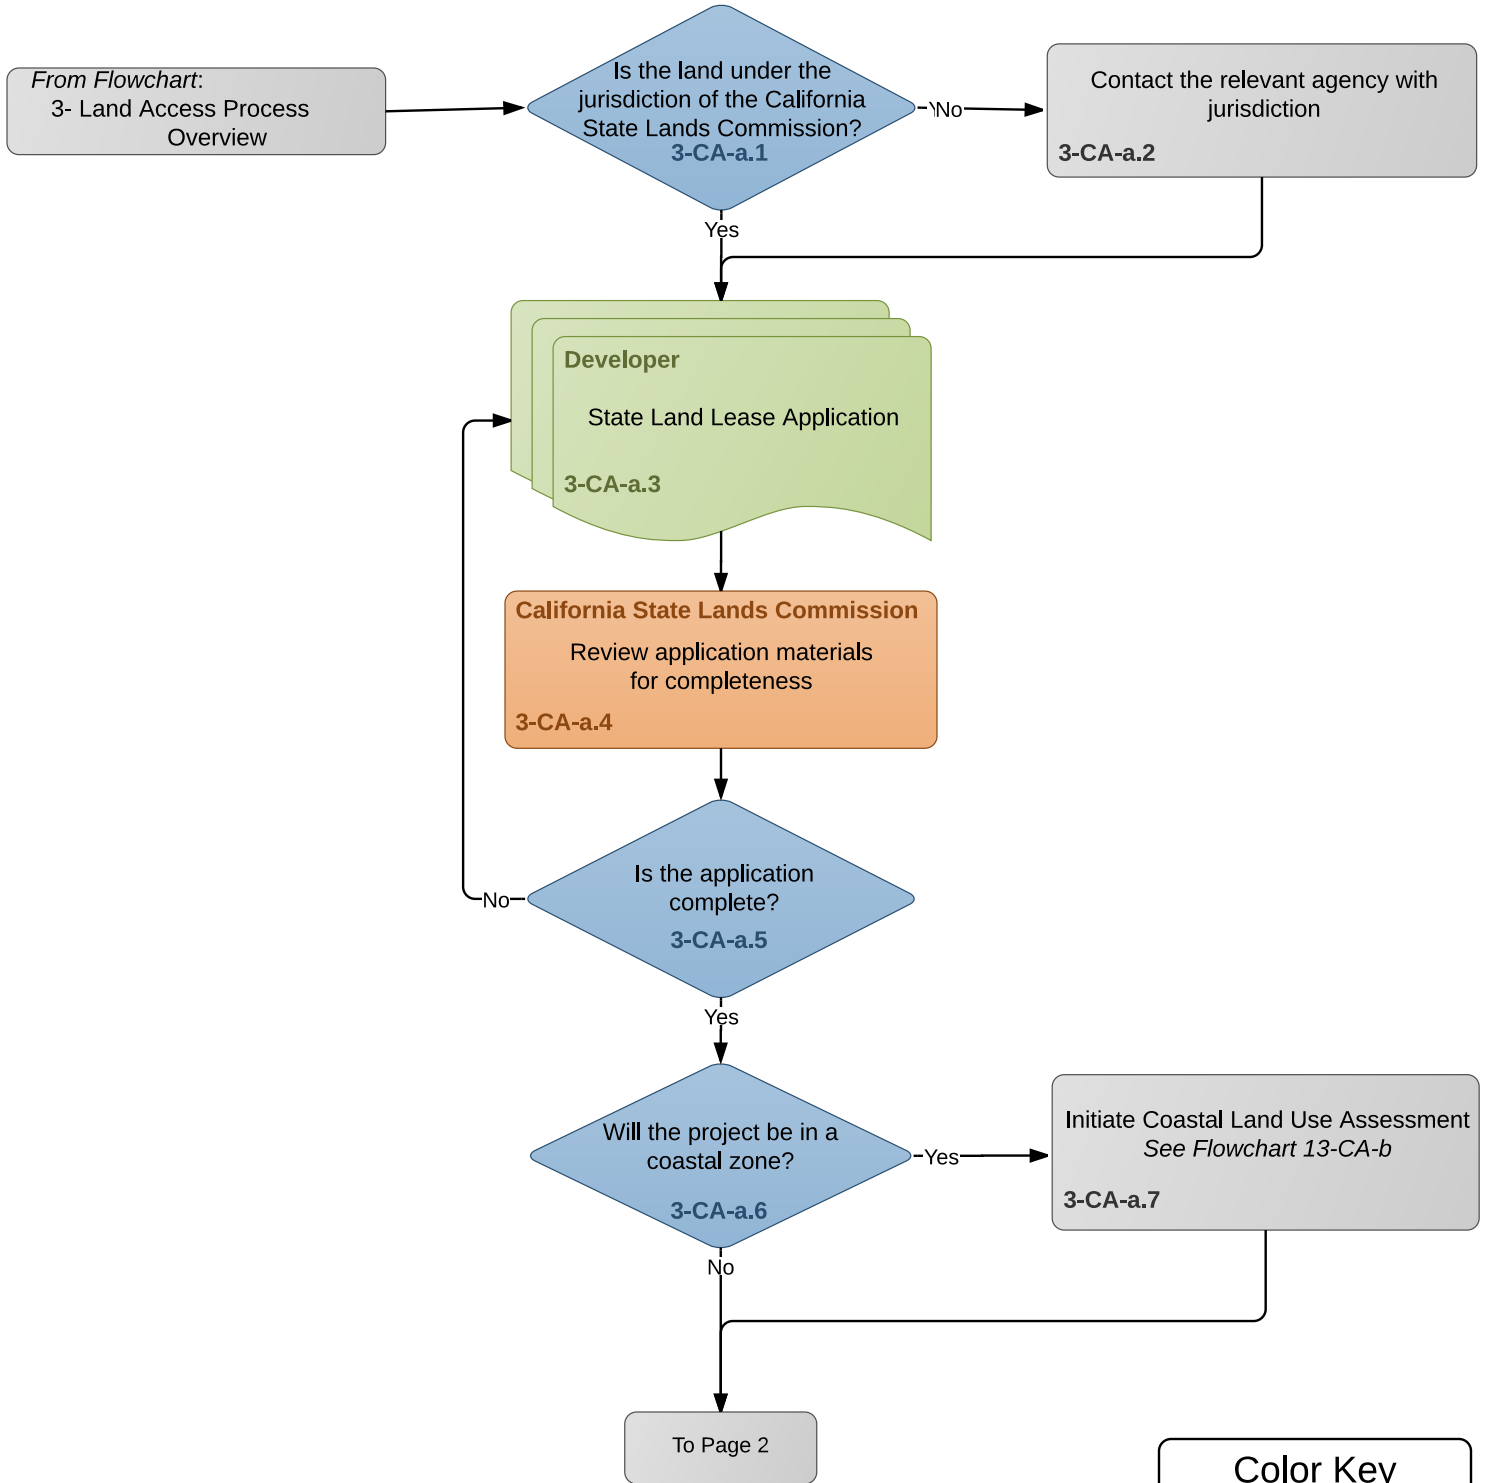 From Flowchart:
3- Land Access Process
Overview
Is the land under the
jurisdiction of the California
State Lands Commission?
3-CA-a.1
No
Contact the relevant agency with
jurisdiction
3-CA-a.2
Yes
Developer
State Land Lease Application
3-CA-a.3
California State Lands Commission
Review application materials
for completeness
3-CA-a.4
Is the application
complete?
3-CA-a.5
No
Yes
Will the project be in a
coastal zone?
3-CA-a.6
Yes
Initiate Coastal Land Use Assessment
See Flowchart 13-CA-b
3-CA-a.7
No
To Page 2
Color Key